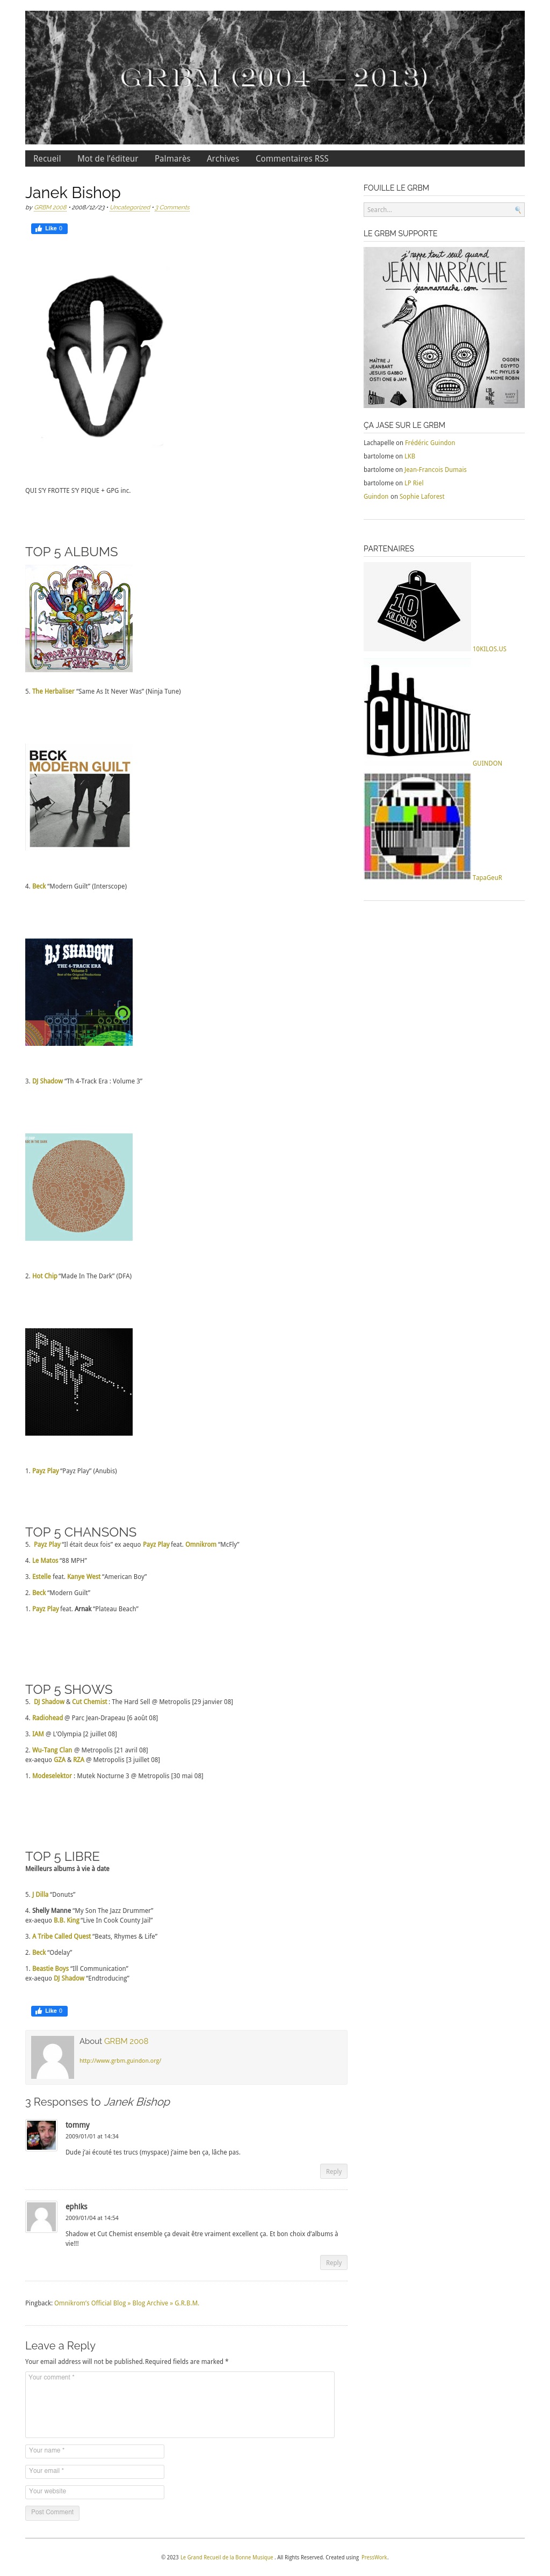 GRBM (2004 — 2013)
Recueil Mot de l'éditeur Palmarès Archives Commentaires RSS
Janek Bishop
by GRBM 2008 • 2008/12/23 • Uncategorized • 3 Comments
Like 0
QUI S'Y FROTTE S'Y PIQUE + GPG inc.
TOP 5 ALBUMS
5. The Herbaliser "Same As It Never Was" (Ninja Tune)
BECK
MODERN GUILT
4. Beck "Modern Guilt" (Interscope)
DJ SHADOW
THE 4-TRACK ERA
Volume 3
3. DJ Shadow "Th 4-Track Era : Volume 3"
2. Hot Chip "Made In The Dark" (DFA)
PAYZ
PLAY
1. Payz Play "Payz Play" (Anubis)
TOP 5 CHANSONS
5. Payz Play "Il était deux fois" ex aequo Payz Play feat. Omnikrom "McFly"
4. Le Matos "88 MPH"
3. Estelle feat. Kanye West "American Boy"
2. Beck "Modern Guilt"
1. Payz Play feat. Arnak "Plateau Beach"
TOP 5 SHOWS
5. DJ Shadow & Cut Chemist : The Hard Sell @ Metropolis [29 janvier 08]
4. Radiohead @ Parc Jean-Drapeau [6 août 08]
3. IAM @ L'Olympia [2 juillet 08]
2. Wu-Tang Clan @ Metropolis [21 avril 08]
ex-aequo GZA & RZA @ Metropolis [3 juillet 08]
1. Modeselektor : Mutek Nocturne 3 @ Metropolis [30 mai 08]
TOP 5 LIBRE
Meilleurs albums à vie à date
5. J Dilla "Donuts"
4. Shelly Manne "My Son The Jazz Drummer"
ex-aequo B.B. King "Live In Cook County Jail"
3. A Tribe Called Quest "Beats, Rhymes & Life"
2. Beck "Odelay"
1. Beastie Boys "Ill Communication"
ex-aequo DJ Shadow "Endtroducing"
Like 0
About GRBM 2008
http://www.grbm.guindon.org/
3 Responses to Janek Bishop
tommy
2009/01/01 at 14:34
Dude j'ai écouté tes trucs (myspace) j'aime ben ça, lâche pas.
Reply
ephiks
2009/01/04 at 14:54
Shadow et Cut Chemist ensemble ça devait être vraiment excellent ça. Et bon choix d'albums à
vie!!!
Reply
Pingback: Omnikrom's Official Blog » Blog Archive » G.R.B.M.
Leave a Reply
Your email address will not be published. Required fields are marked *
Your comment *
Your name *
Your email *
Your website
Post Comment
FOUILLE LE GRBM
Search...
LE GRBM SUPPORTE
j'rappe tout seul quand
JEAN NARRACHE
jeannarrache.com
MAÎTRE J
JEANBART
JESSE GABBO
OSTI ONE & JAM
OGDEN
EGYPTO
MC PHYLIS &
MAXIME ROBIN
ÇA JASE SUR LE GRBM
Lachapelle on Frédéric Guindon
bartolome on LKB
bartolome on Jean-Francois Dumais
bartolome on LP Riel
Guindon on Sophie Laforest
PARTENAIRES
10
KILOS.US
10KILOS.US
GUINDON
GUINDON
TapaGeuR
© 2023 Le Grand Recueil de la Bonne Musique . All Rights Reserved. Created using PressWork.